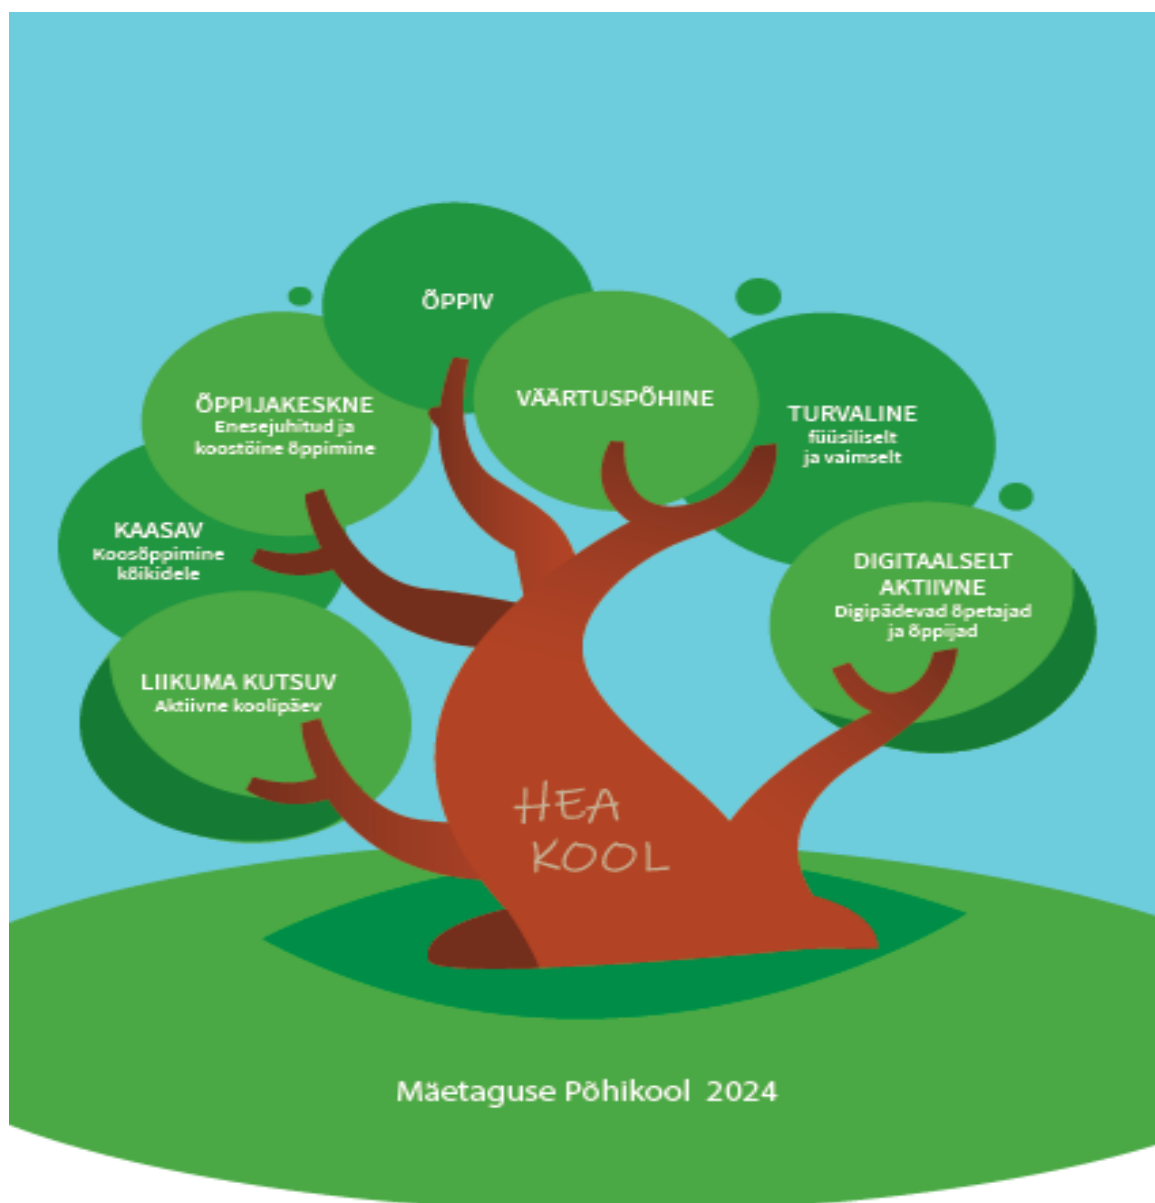 ÕPPIV
VÄÄRTUSPÕHINE
ÕPPIJAKESKNE
Enesejuhitud ja
koostöine õppimine
TURVALINE
füüsiliselt
ja vaimselt
KAASAV
Koosõppimine
kõikidele
DIGITAALSELT
AKTIIVNE
Digipädevad õpetajad
ja õppijad
LIIKUMA KUTSUV
Aktiivne koolipäev
HEA
KOOL
Mäetaguse Põhikool 2024